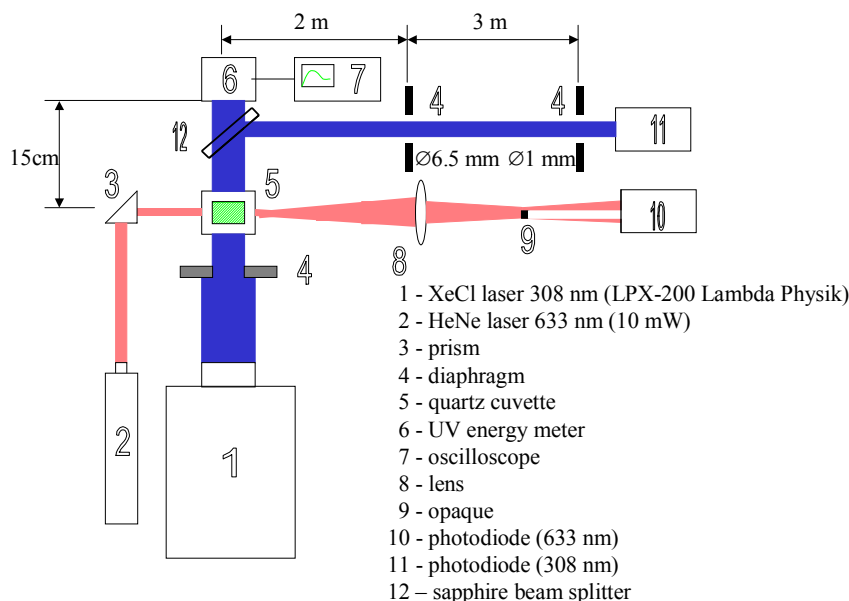 2 m 3 m
6 7 4 4
12 11
15cm
Ø6.5 mm Ø1 mm
3 5 10
8 9
4
1 - XeCl laser 308 nm (LPX-200 Lambda Physik)
2 - HeNe laser 633 nm (10 mW)
3 - prism
4 - diaphragm
2 1
5 - quartz cuvette
6 - UV energy meter
7 - oscilloscope
8 - lens
9 - opaque
10 - photodiode (633 nm)
11 - photodiode (308 nm)
12 – sapphire beam splitter